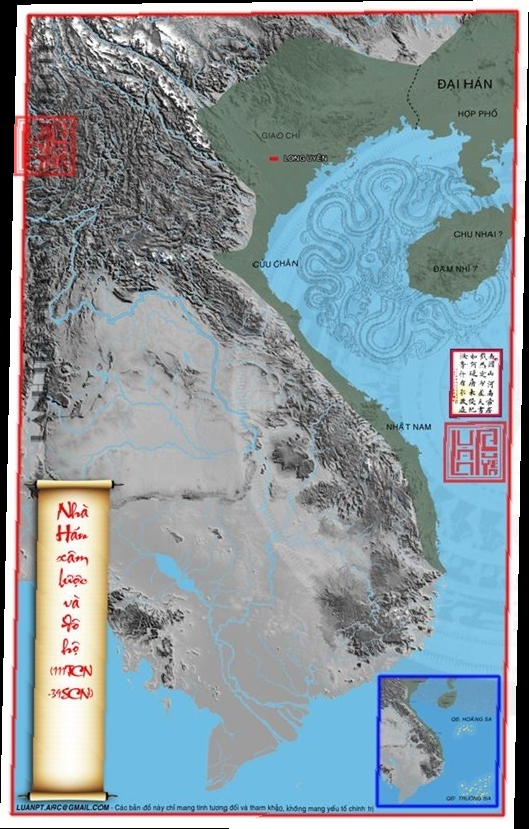 ĐẠI HÁN
HỢP PHỐ
GIAO CHỈ
LONG UYÊN
CHU NHAI ?
CỬU CHÂN
ĐAM NHĨ ?
NHẬT NAM
Nhà
Hán
xâm
lược
và
đô
hộ
(111TCN
-39SCN)
QĐ. HOÀNG SA
QĐ. TRƯỜNG SA
LUANPT.ARC@GMAIL.COM - Các bản đồ này chỉ mang tính tương đối và tham khảo, không mang yếu tố chính trị